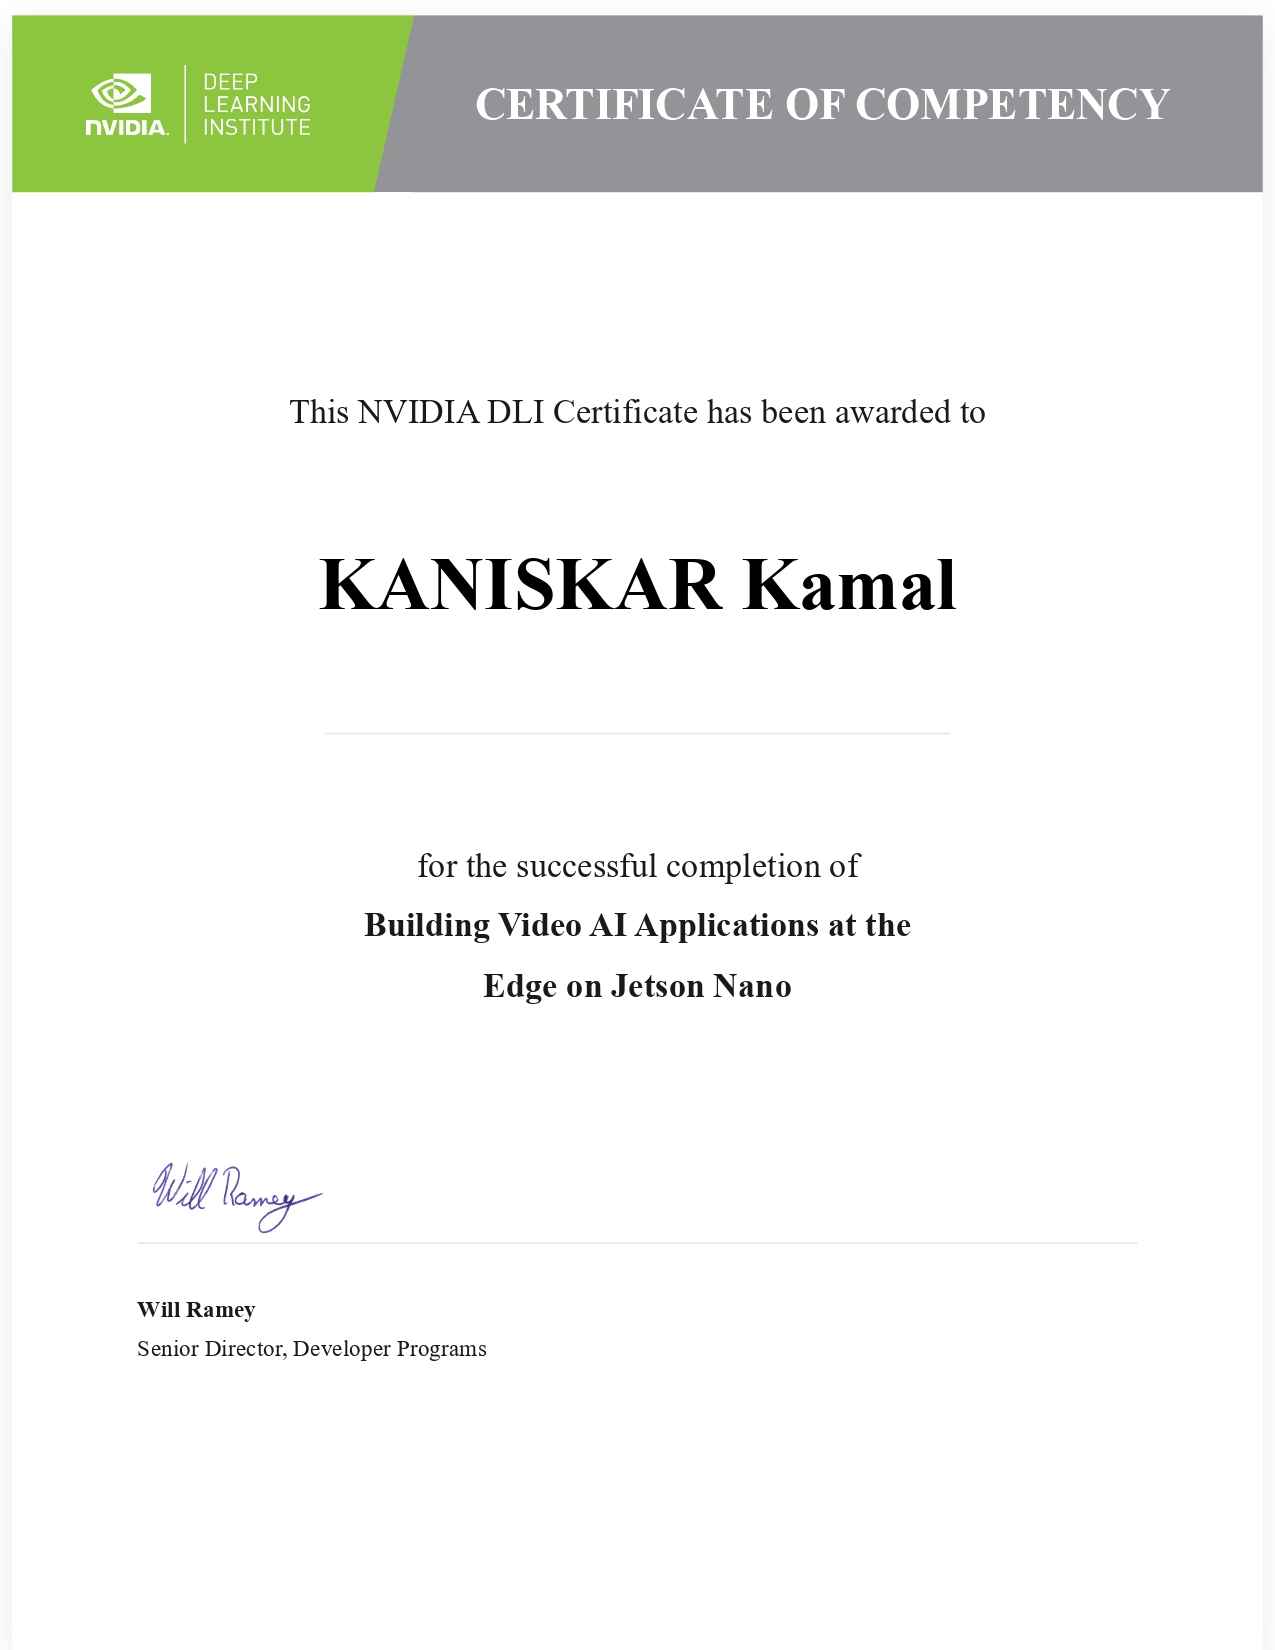 NVIDIA.
DEEP
LEARNING
INSTITUTE
CERTIFICATE OF COMPETENCY
This NVIDIA DLI Certificate has been awarded to
KANISKAR Kamal
for the successful completion of
Building Video AI Applications at the
Edge on Jetson Nano
Will Ramey
Will Ramey
Senior Director, Developer Programs